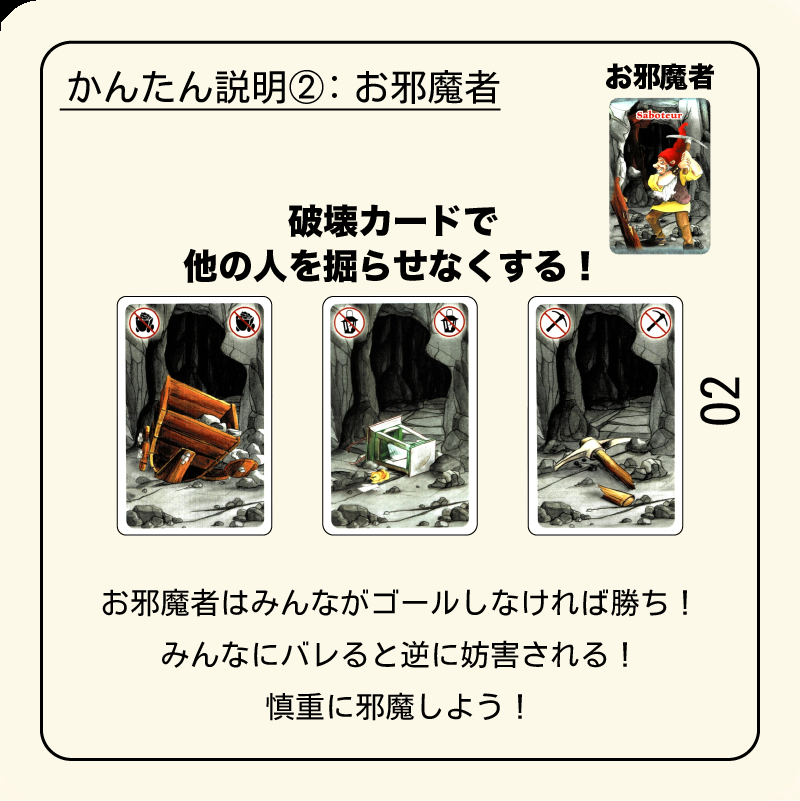 かんたん説明②：お邪魔者
お邪魔者
Saboteur
破壊カードで
他の人を掘らせなくする！
02
お邪魔者はみんながゴールしなければ勝ち！
みんなにバレると逆に妨害される！
慎重に邪魔しよう！